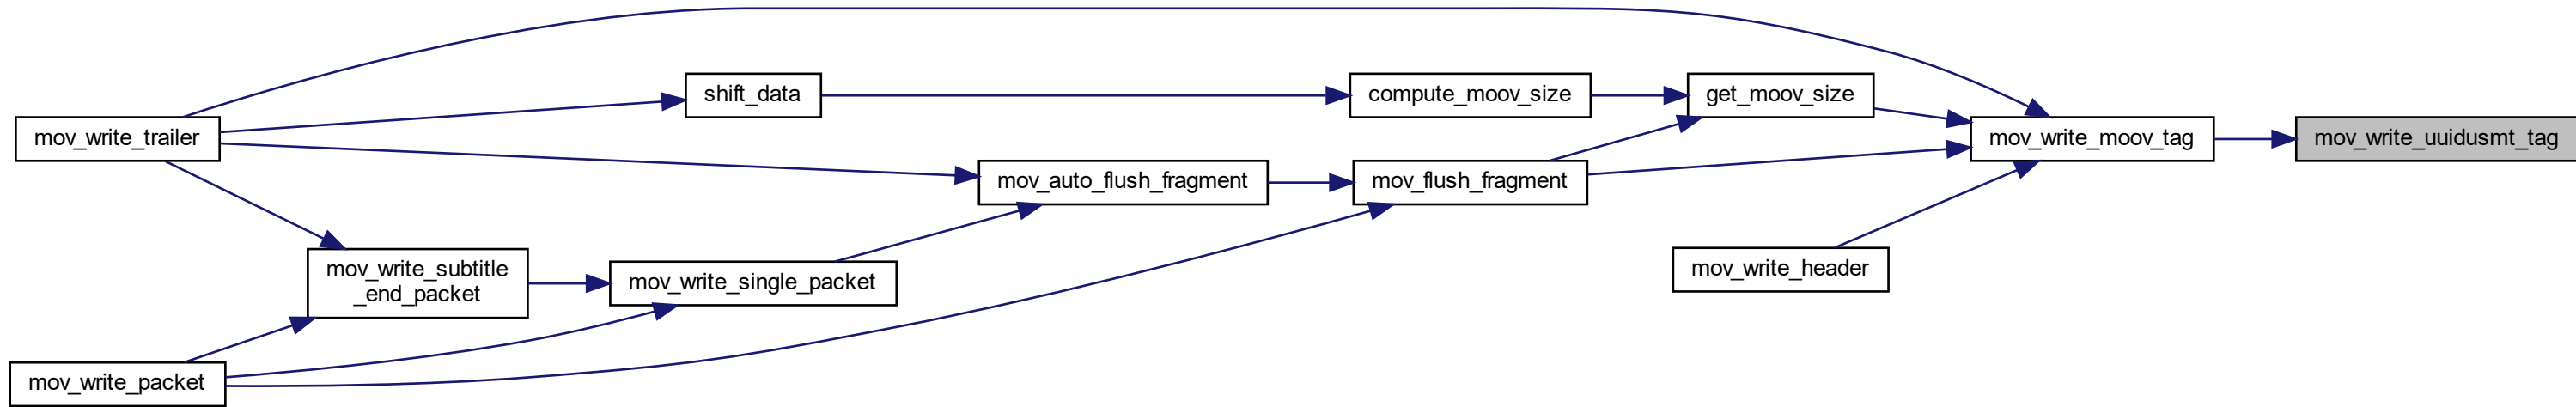 mov_write_trailer
shift_data
compute_moov_size
get_moov_size
mov_write_moov_tag
mov_write_uuidusmt_tag
mov_auto_flush_fragment
mov_flush_fragment
mov_write_subtitle
_end_packet
mov_write_single_packet
mov_write_header
mov_write_packet